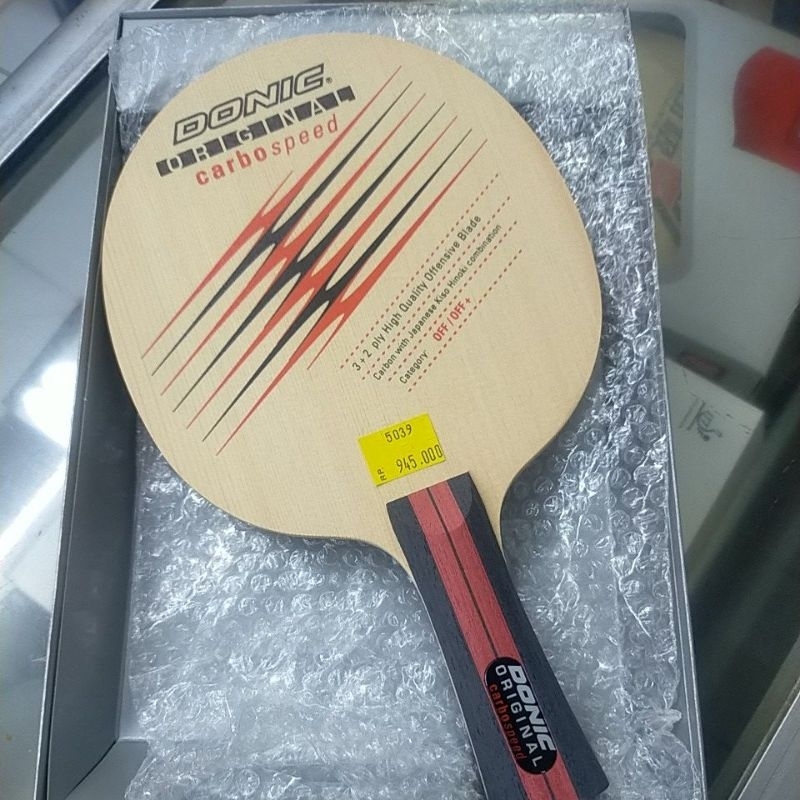 DONIC®
ORIGINAL
carbospeed
3+2 ply High Quality Offensive Blade
Carbon with Japanese Kiso Hinoki combination
Category OFF/OFF+
5039
RP 945.000
DONIC
ORIGINAL
carbospeed